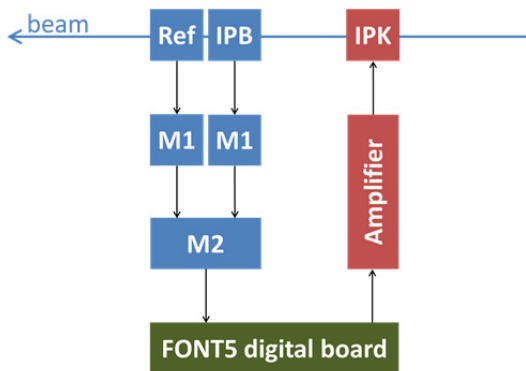 beam
Ref IPB IPK
M1 M1
Amplifier
M2
FONT5 digital board